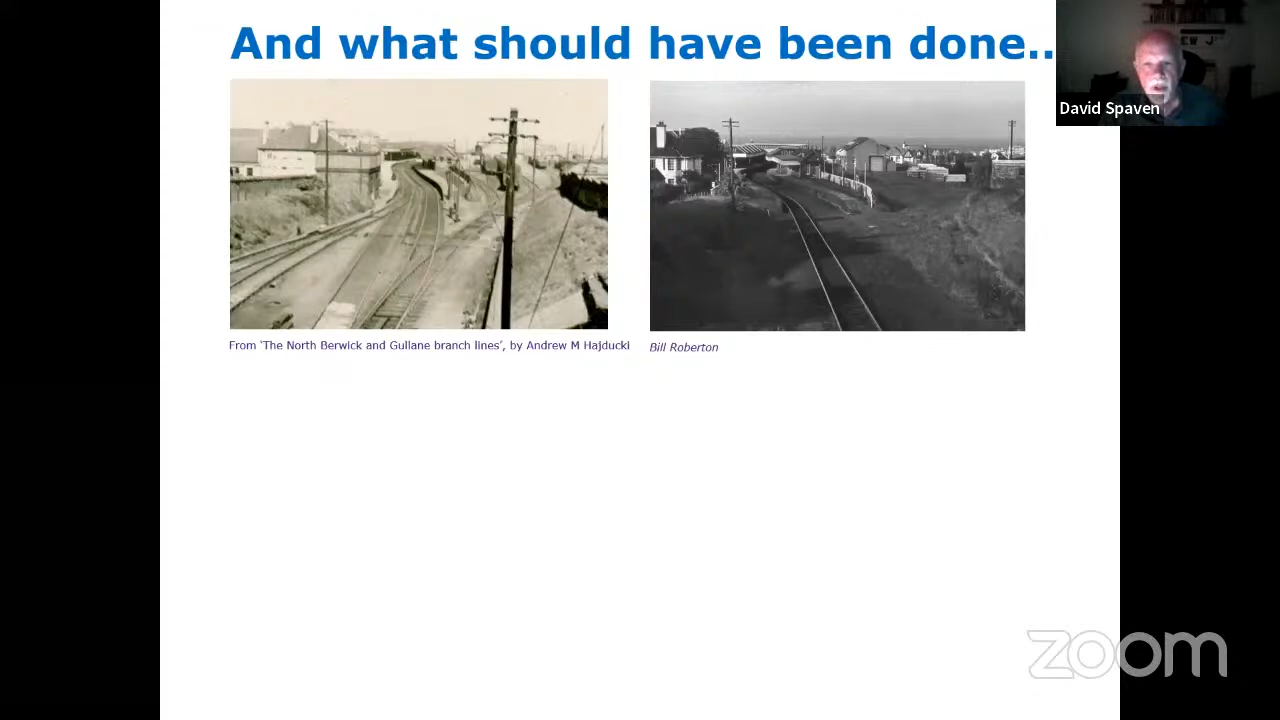 And what should have been done..
David Spaven
From ‘The North Berwick and Gullane branch lines’, by Andrew M Hajducki
Bill Roberton
zoom